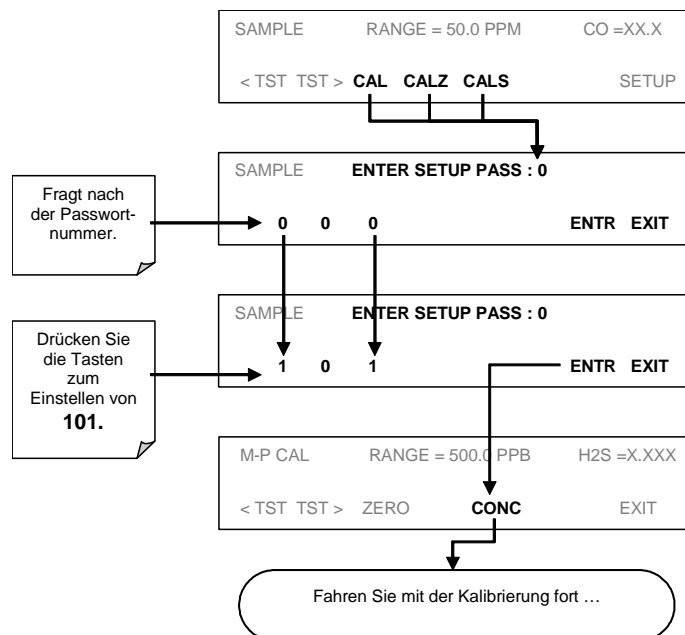 SAMPLE RANGE = 50.0 PPM CO =XX.X
< TST TST > CAL CALZ CALS SETUP
SAMPLE ENTER SETUP PASS : 0
Fragt nach
der Passwort-
nummer.
0 0 0 ENTR EXIT
SAMPLE ENTER SETUP PASS : 0
Drücken Sie
die Tasten
zum
Einstellen von
101.
1 0 1 ENTR EXIT
M-P CAL RANGE = 500.0 PPB H2S =X.XXX
< TST TST > ZERO CONC EXIT
Fahren Sie mit der Kalibrierung fort …